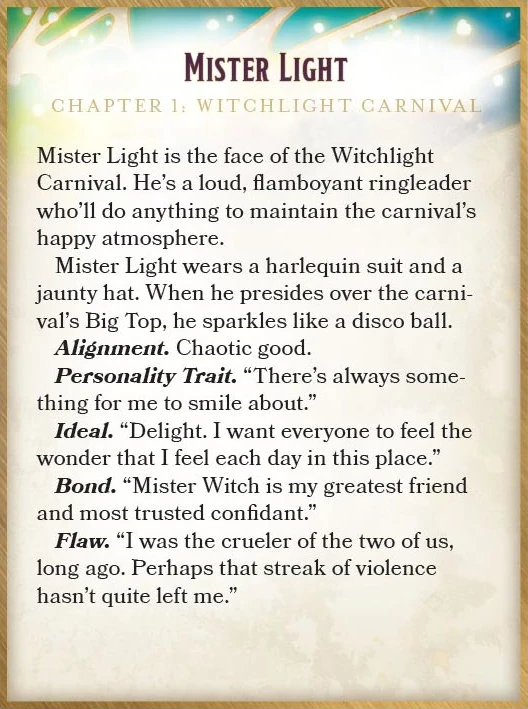 Mister Light
Chapter 1: Witchlight Carnival
Mister Light is the face of the Witchlight
Carnival. He’s a loud, flamboyant ringleader
who’ll do anything to maintain the carnival’s
happy atmosphere.
Mister Light wears a harlequin suit and a
jaunty hat. When he presides over the carni-
val’s Big Top, he sparkles like a disco ball.
Alignment. Chaotic good.
Personality Trait. “There’s always some-
thing for me to smile about.”
Ideal. “Delight. I want everyone to feel the
wonder that I feel each day in this place.”
Bond. “Mister Witch is my greatest friend
and most trusted confidant.”
Flaw. “I was the crueler of the two of us,
long ago. Perhaps that streak of violence
hasn’t quite left me.”